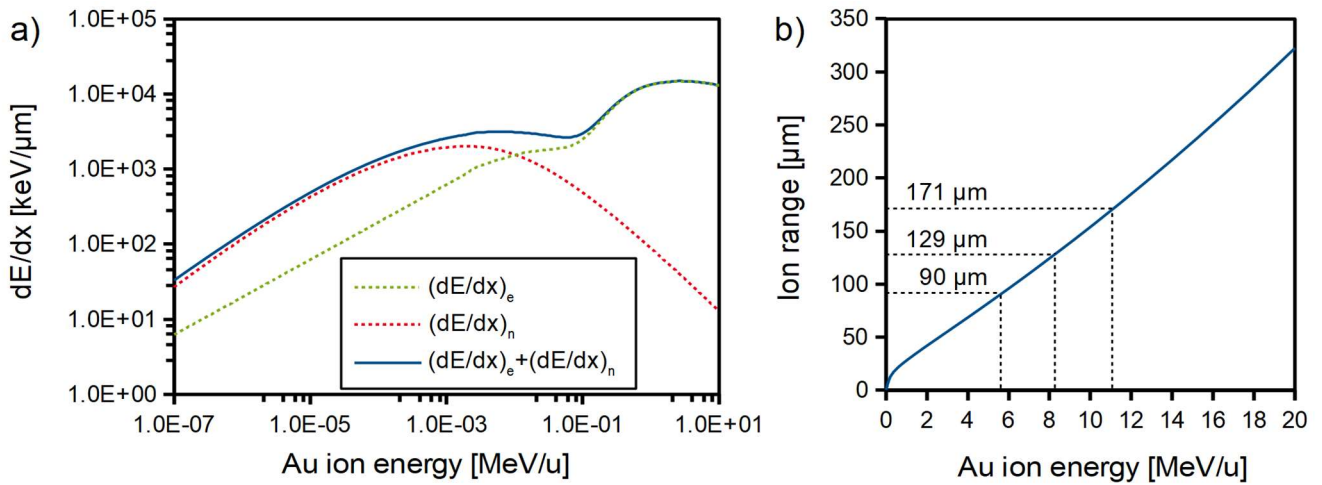 a)
1.0E+05
1.0E+04
1.0E+03
1.0E+02
1.0E+01
1.0E+00
dE/dx [keV/µm]
1.0E-07 1.0E-05 1.0E-03 1.0E-01 1.0E+01
Au ion energy [MeV/u]
(dE/dx)e
(dE/dx)n
(dE/dx)e+(dE/dx)n
b)
350
300
250
200
150
100
50
0
Ion range [µm]
171 µm
129 µm
90 µm
0 2 4 6 8 10 12 14 16 18 20
Au ion energy [MeV/u]